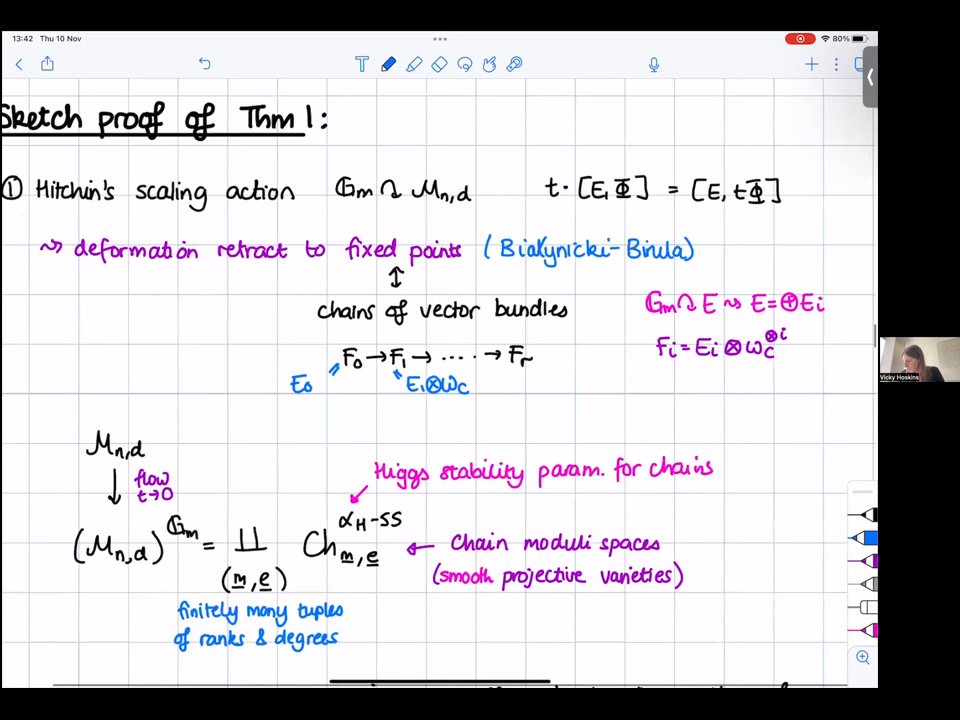 13:42 Thu 10 Nov
80%
Sketch proof of Thm 1:
① Hitchin's scaling action 𝔾m ↷ Mn,d t·[E,Φ] = [E,tΦ]
⇝ deformation retract to fixed points (Białynicki-Birula)
↕
chains of vector bundles
𝔾m ↷ E ⇝ E=⊕Ei
Fi = Ei ⊗ ωC^⊗i
F0 → F1 → ···· → Fr
E0 E1⊗ωC
Mn,d
↓ flow t→0
Higgs stability param. for chains
(Mn,d)^𝔾m = ∐ (m,e) Ch m,e ^αH-ss ← Chain moduli spaces
(smooth projective varieties)
finitely many tuples
of ranks & degrees
Vicky Hoskins